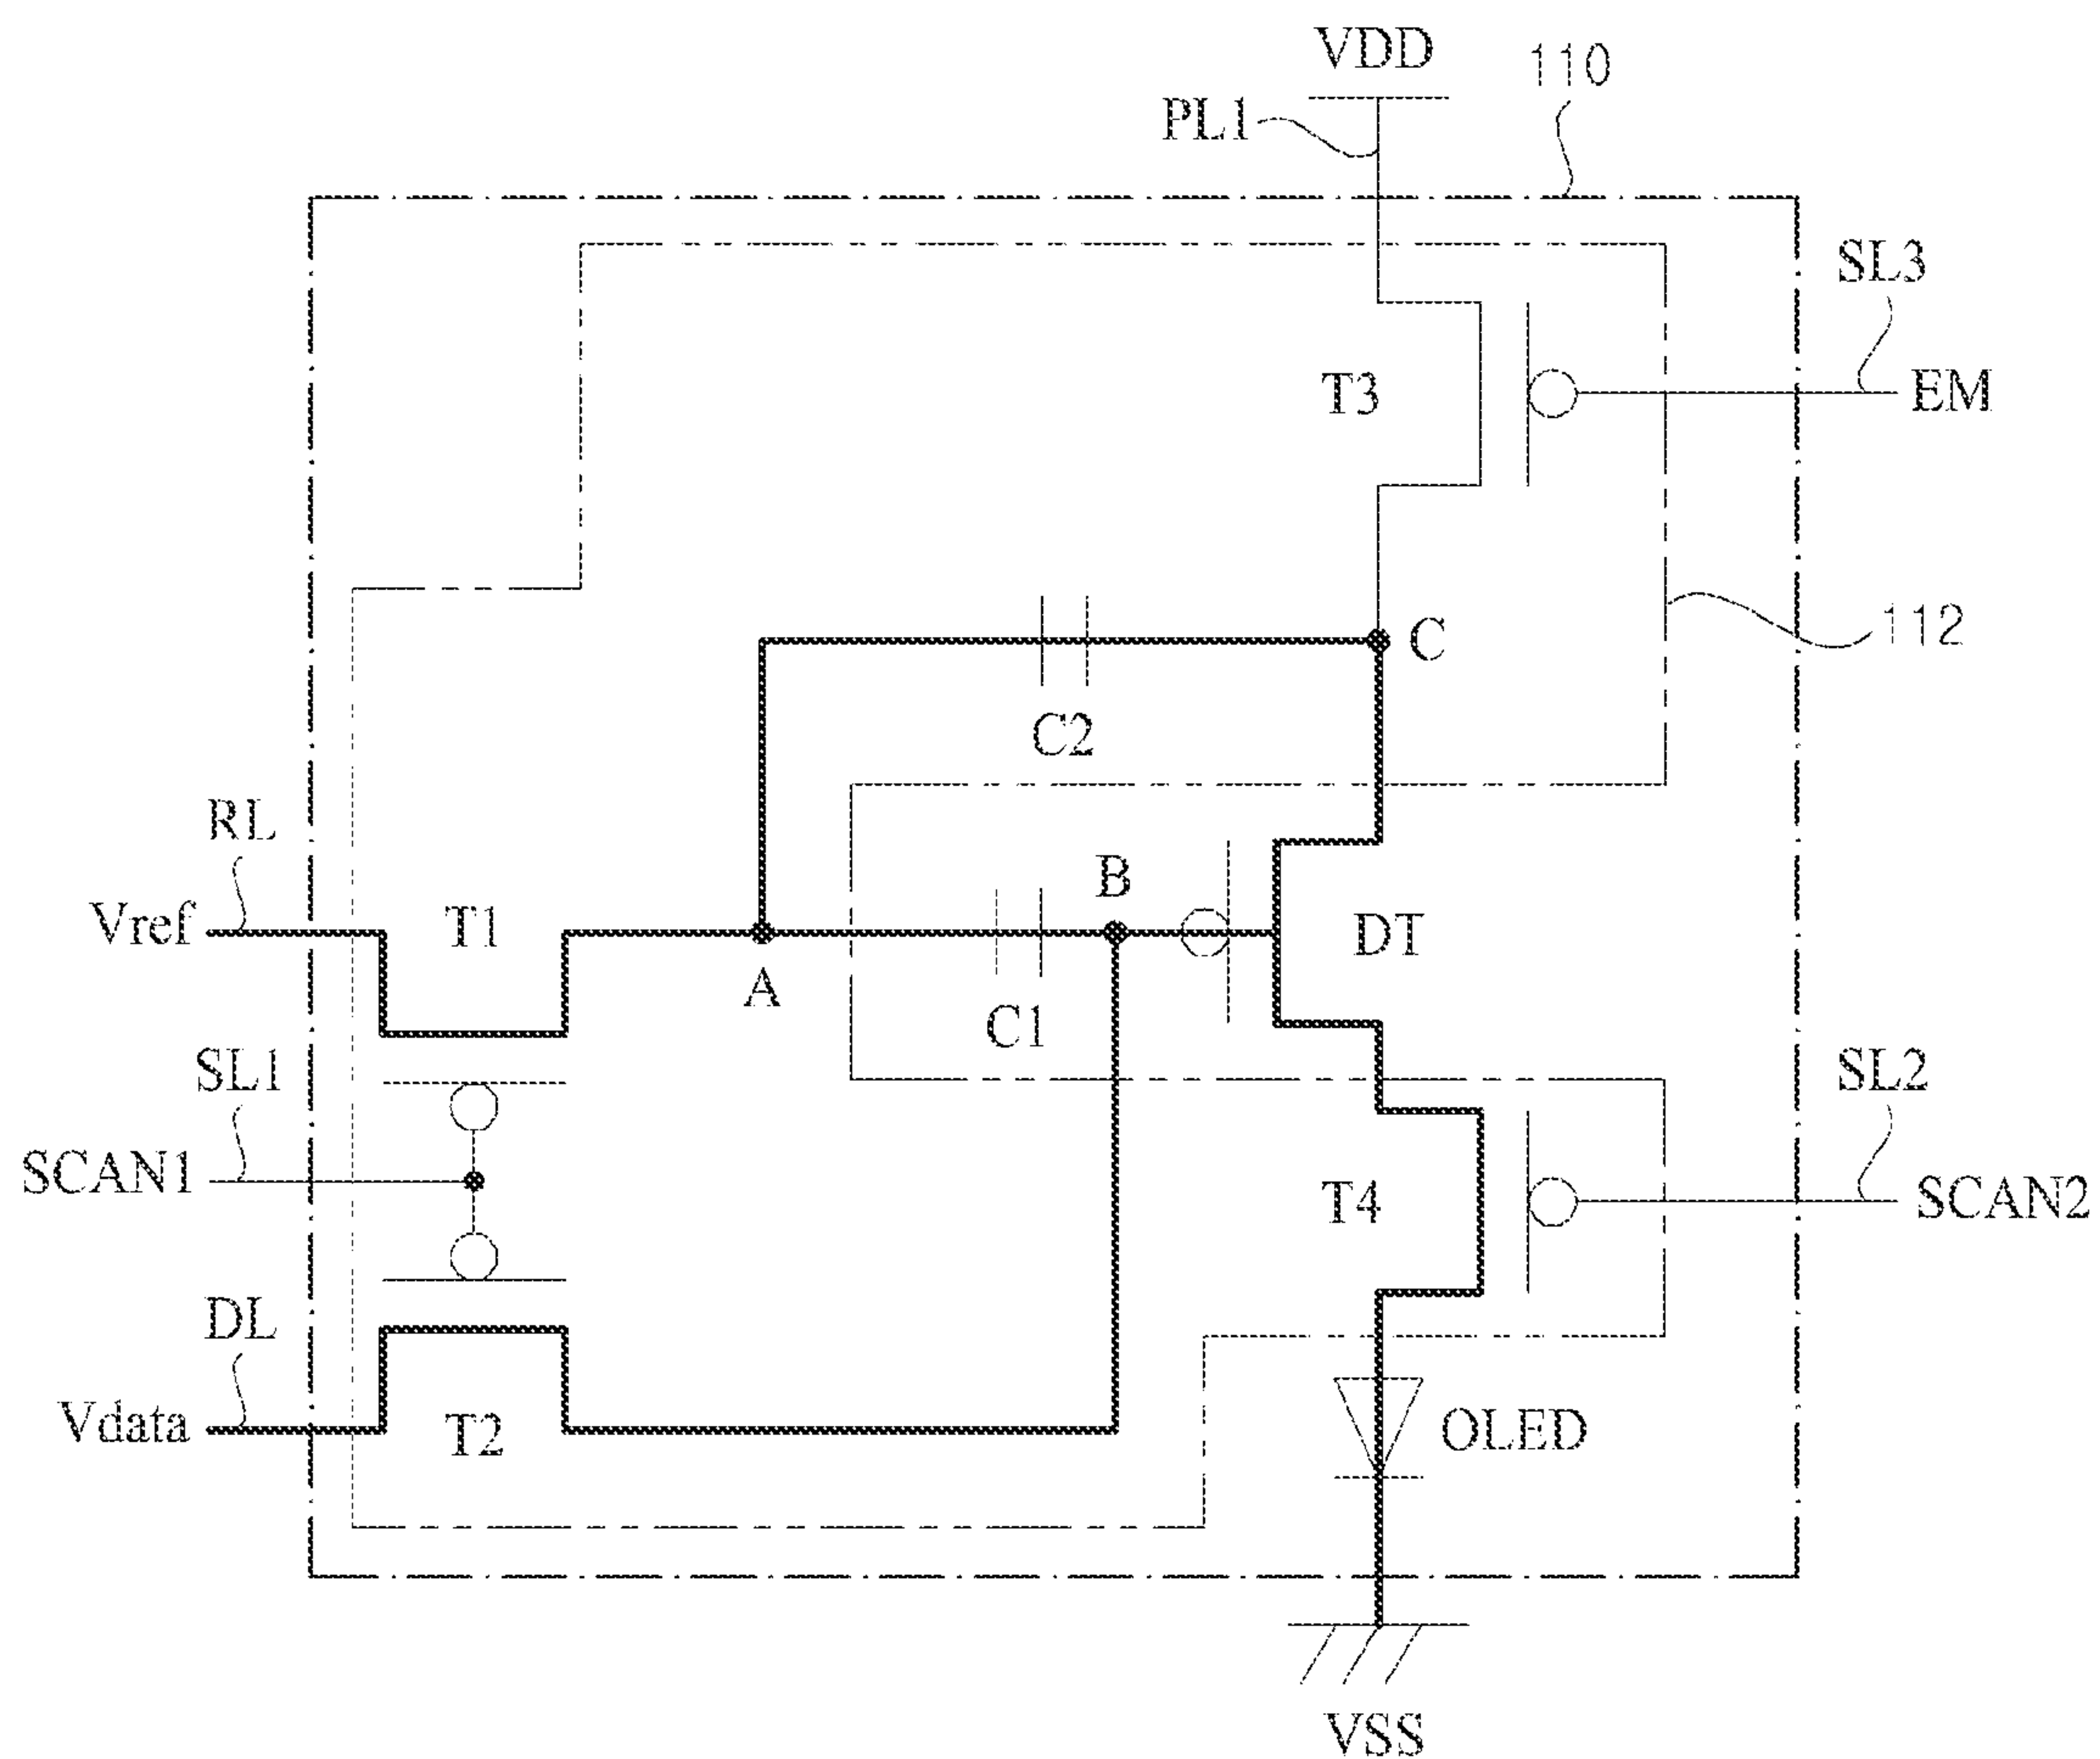 VDD
110
PL1
SL3
T3
EM
C
112
C2
RL
B
Vref
T1
DT
A
C1
SL1
SL2
SCAN1
T4
SCAN2
DL
Vdata
T2
OLED
VSS